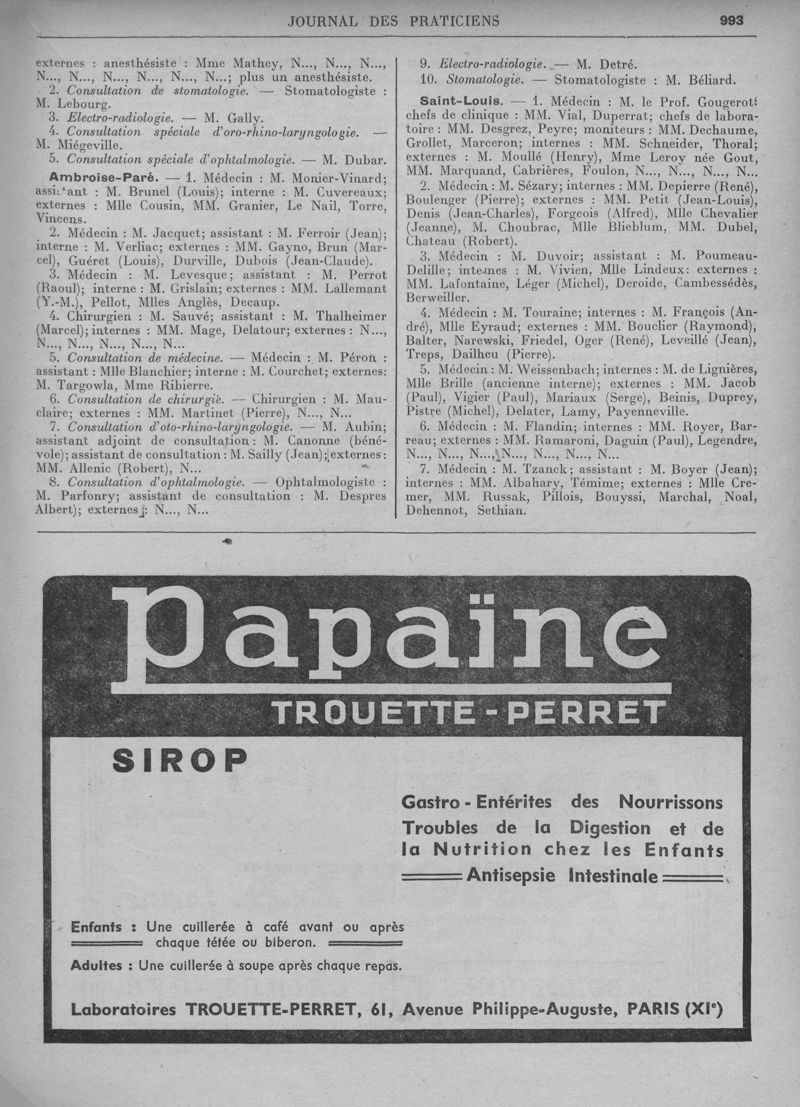 JOURNAL DES PRATICIENS 993
externes : anesthésiste : Mme Mathey, N..., N..., N...,
N..., N..., N..., N..., N..., N...; plus un anesthésiste.
2. Consultation de stomatologie. — Stomatologiste :
M. Lebourg.
3. Electro-radiologie. — M. Gally.
4. Consultation spéciale d'oro-rhino-laryngologie. —
M. Miégeville.
5. Consultation spéciale d'ophtalmologie. — M. Dubar.
Ambroise-Paré. — 1. Médecin : M. Monier-Vinard;
assistant : M. Brunel (Louis); interne : M. Cuvereaux;
externes : Mlle Cousin, MM. Granier, Le Nail, Torre,
Vincens.
2. Médecin : M. Jacquet; assistant : M. Ferroir (Jean);
interne : M. Verliac; externes : MM. Gayno, Brun (Mar-
cel), Guéret (Louis), Durville, Dubois (Jean-Claude).
3. Médecin : M. Levesque; assistant : M. Perrot
(Raoul); interne : M. Grislain; externes : MM. Lallemant
(Y.-M.), Pellot, Mlles Anglès, Decaup.
4. Chirurgien : M. Sauvé; assistant : M. Thalheimer
(Marcel); internes : MM. Mage, Delatour; externes : N...,
N..., N..., N..., N..., N...
5. Consultation de médecine. — Médecin : M. Péron :
assistant : Mlle Blanchier; interne : M. Courchet; externes:
M. Targowla, Mme Ribierre.
6. Consultation de chirurgie. — Chirurgien : M. Mau-
claire; externes : MM. Martinet (Pierre), N..., N...
7. Consultation d'oto-rhino-laryngologie. — M. Aubin;
assistant adjoint de consultation : M. Canonne (béné-
vole); assistant de consultation : M. Sailly (Jean); externes :
MM. Allenic (Robert), N...
8. Consultation d'ophtalmologie. — Ophtalmologiste :
M. Parfonry; assistant de consultation : M. Despres
Albert); externes : N..., N...
9. Electro-radiologie. — M. Detré.
10. Stomatologie. — Stomatologiste : M. Béliard.
Saint-Louis. — 1. Médecin : M. le Prof. Gougerot;
chefs de clinique : MM. Vial, Duperrat; chefs de labora-
toire : MM. Desgrez, Peyre; moniteurs : MM. Dechaume,
Grollet, Marceron; internes : MM. Schneider, Thoral;
externes : M. Moullé (Henry), Mme Leroy née Gout,
MM. Marquand, Cabrières, Foulon, N..., N..., N..., N...
2. Médecin : M. Sézary; internes : MM. Depierre (René),
Boulenger (Pierre); externes : MM. Petit (Jean-Louis),
Denis (Jean-Charles), Forgeois (Alfred), Mlle Chevalier
(Jeanne), M. Choubrac, Mlle Blieblum, MM. Dubel,
Chateau (Robert).
3. Médecin : M. Duvoir; assistant : M. Poumeau-
Delille; internes : M. Vivien, Mlle Lindeux: externes :
MM. Lafontaine, Léger (Michel), Deroide, Cambessédès,
Berweiller.
4. Médecin : M. Touraine; internes : M. François (An-
dré), Mlle Eyraud; externes : MM. Bouclier (Raymond),
Balter, Narewski, Friedel, Oger (René), Leveillé (Jean),
Treps, Dailheu (Pierre).
5. Médecin : M. Weissenbach; internes : M. de Lignières,
Mlle Brille (ancienne interne); externes : MM. Jacob
(Paul), Vigier (Paul), Mariaux (Serge), Beinis, Duprey,
Pistre (Michel), Delater, Lamy, Payenneville.
6. Médecin : M. Flandin; internes : MM. Royer, Bar-
reau; externes : MM. Ramaroni, Daguin (Paul), Legendre,
N..., N..., N..., N..., N..., N..., N...
7. Médecin : M. Tzanck; assistant : M. Boyer (Jean);
internes : MM. Albahary, Témime; externes : Mlle Cre-
mer, MM. Russak, Pillois, Bouyssi, Marchal, Noal,
Dehennot, Sethian.
Papaïne
TROUETTE-PERRET
SIROP
Gastro-Entérites des Nourrissons
Troubles de la Digestion et de
la Nutrition chez les Enfants
Antisepsie Intestinale
Enfants : Une cuillerée à café avant ou après
chaque tétée ou biberon.
Adultes : Une cuillerée à soupe après chaque repas.
Laboratoires TROUETTE-PERRET, 61, Avenue Philippe-Auguste, PARIS (XIe)